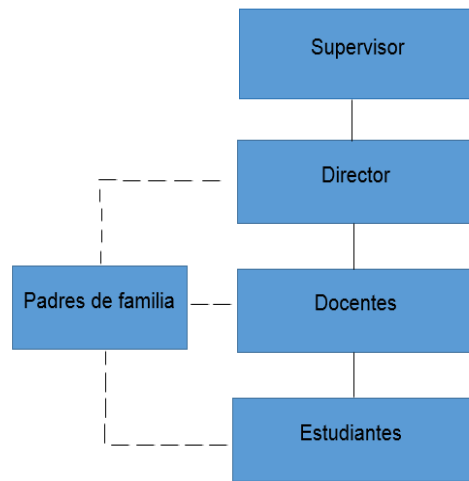 Supervisor
Director
Padres de familia
Docentes
Estudiantes